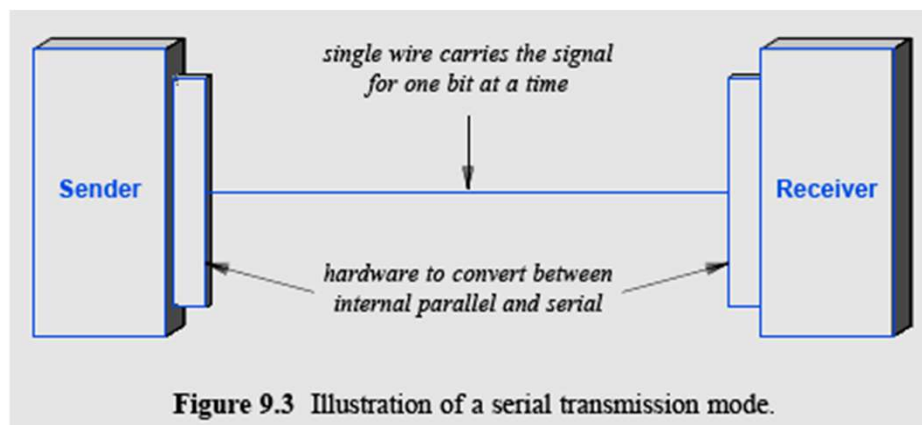 single wire carries the signal
for one bit at a time
Sender
Receiver
hardware to convert between
internal parallel and serial
Figure 9.3 Illustration of a serial transmission mode.